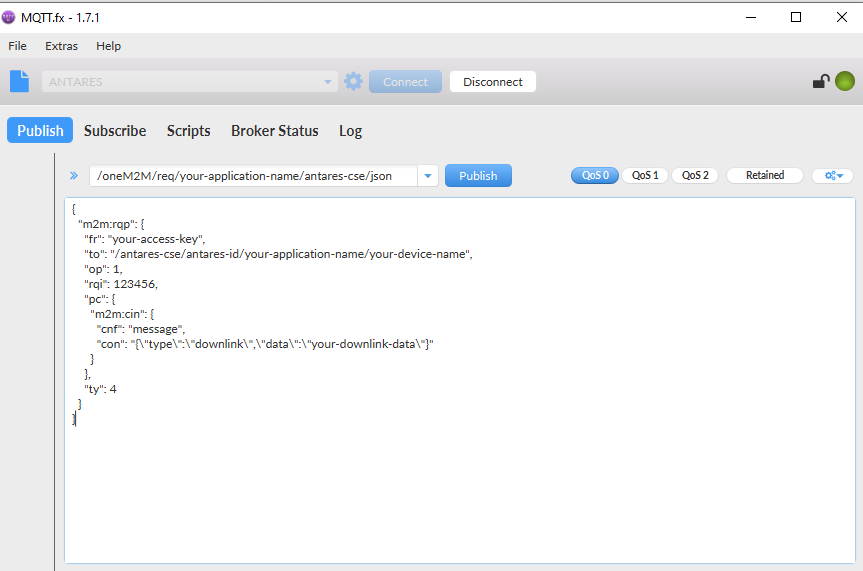 MQTT.fx - 1.7.1
File Extras Help
ANTARES Connect Disconnect
Publish Subscribe Scripts Broker Status Log
/oneM2M/req/your-application-name/antares-cse/json Publish QoS 0 QoS 1 QoS 2 Retained
{
"m2m:rqp": {
"fr": "your-access-key",
"to": "/antares-cse/antares-id/your-application-name/your-device-name",
"op": 1,
"rqi": 123456,
"pc": {
"m2m:cin": {
"cnf": "message",
"con": "{\"type\":\"downlink\",\"data\":\"your-downlink-data\"}"
}
},
"ty": 4
}
}